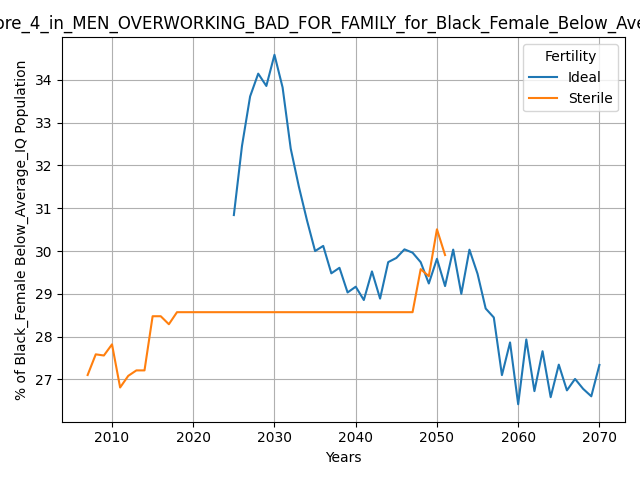 ore_4_in_MEN_OVERWORKING_BAD_FOR_FAMILY_for_Black_Female_Below_Ave
% of Black_Female Below_Average_IQ Population
34
33
32
31
30
29
28
27
Fertility
Ideal
Sterile
2010 2020 2030 2040 2050 2060 2070
Years